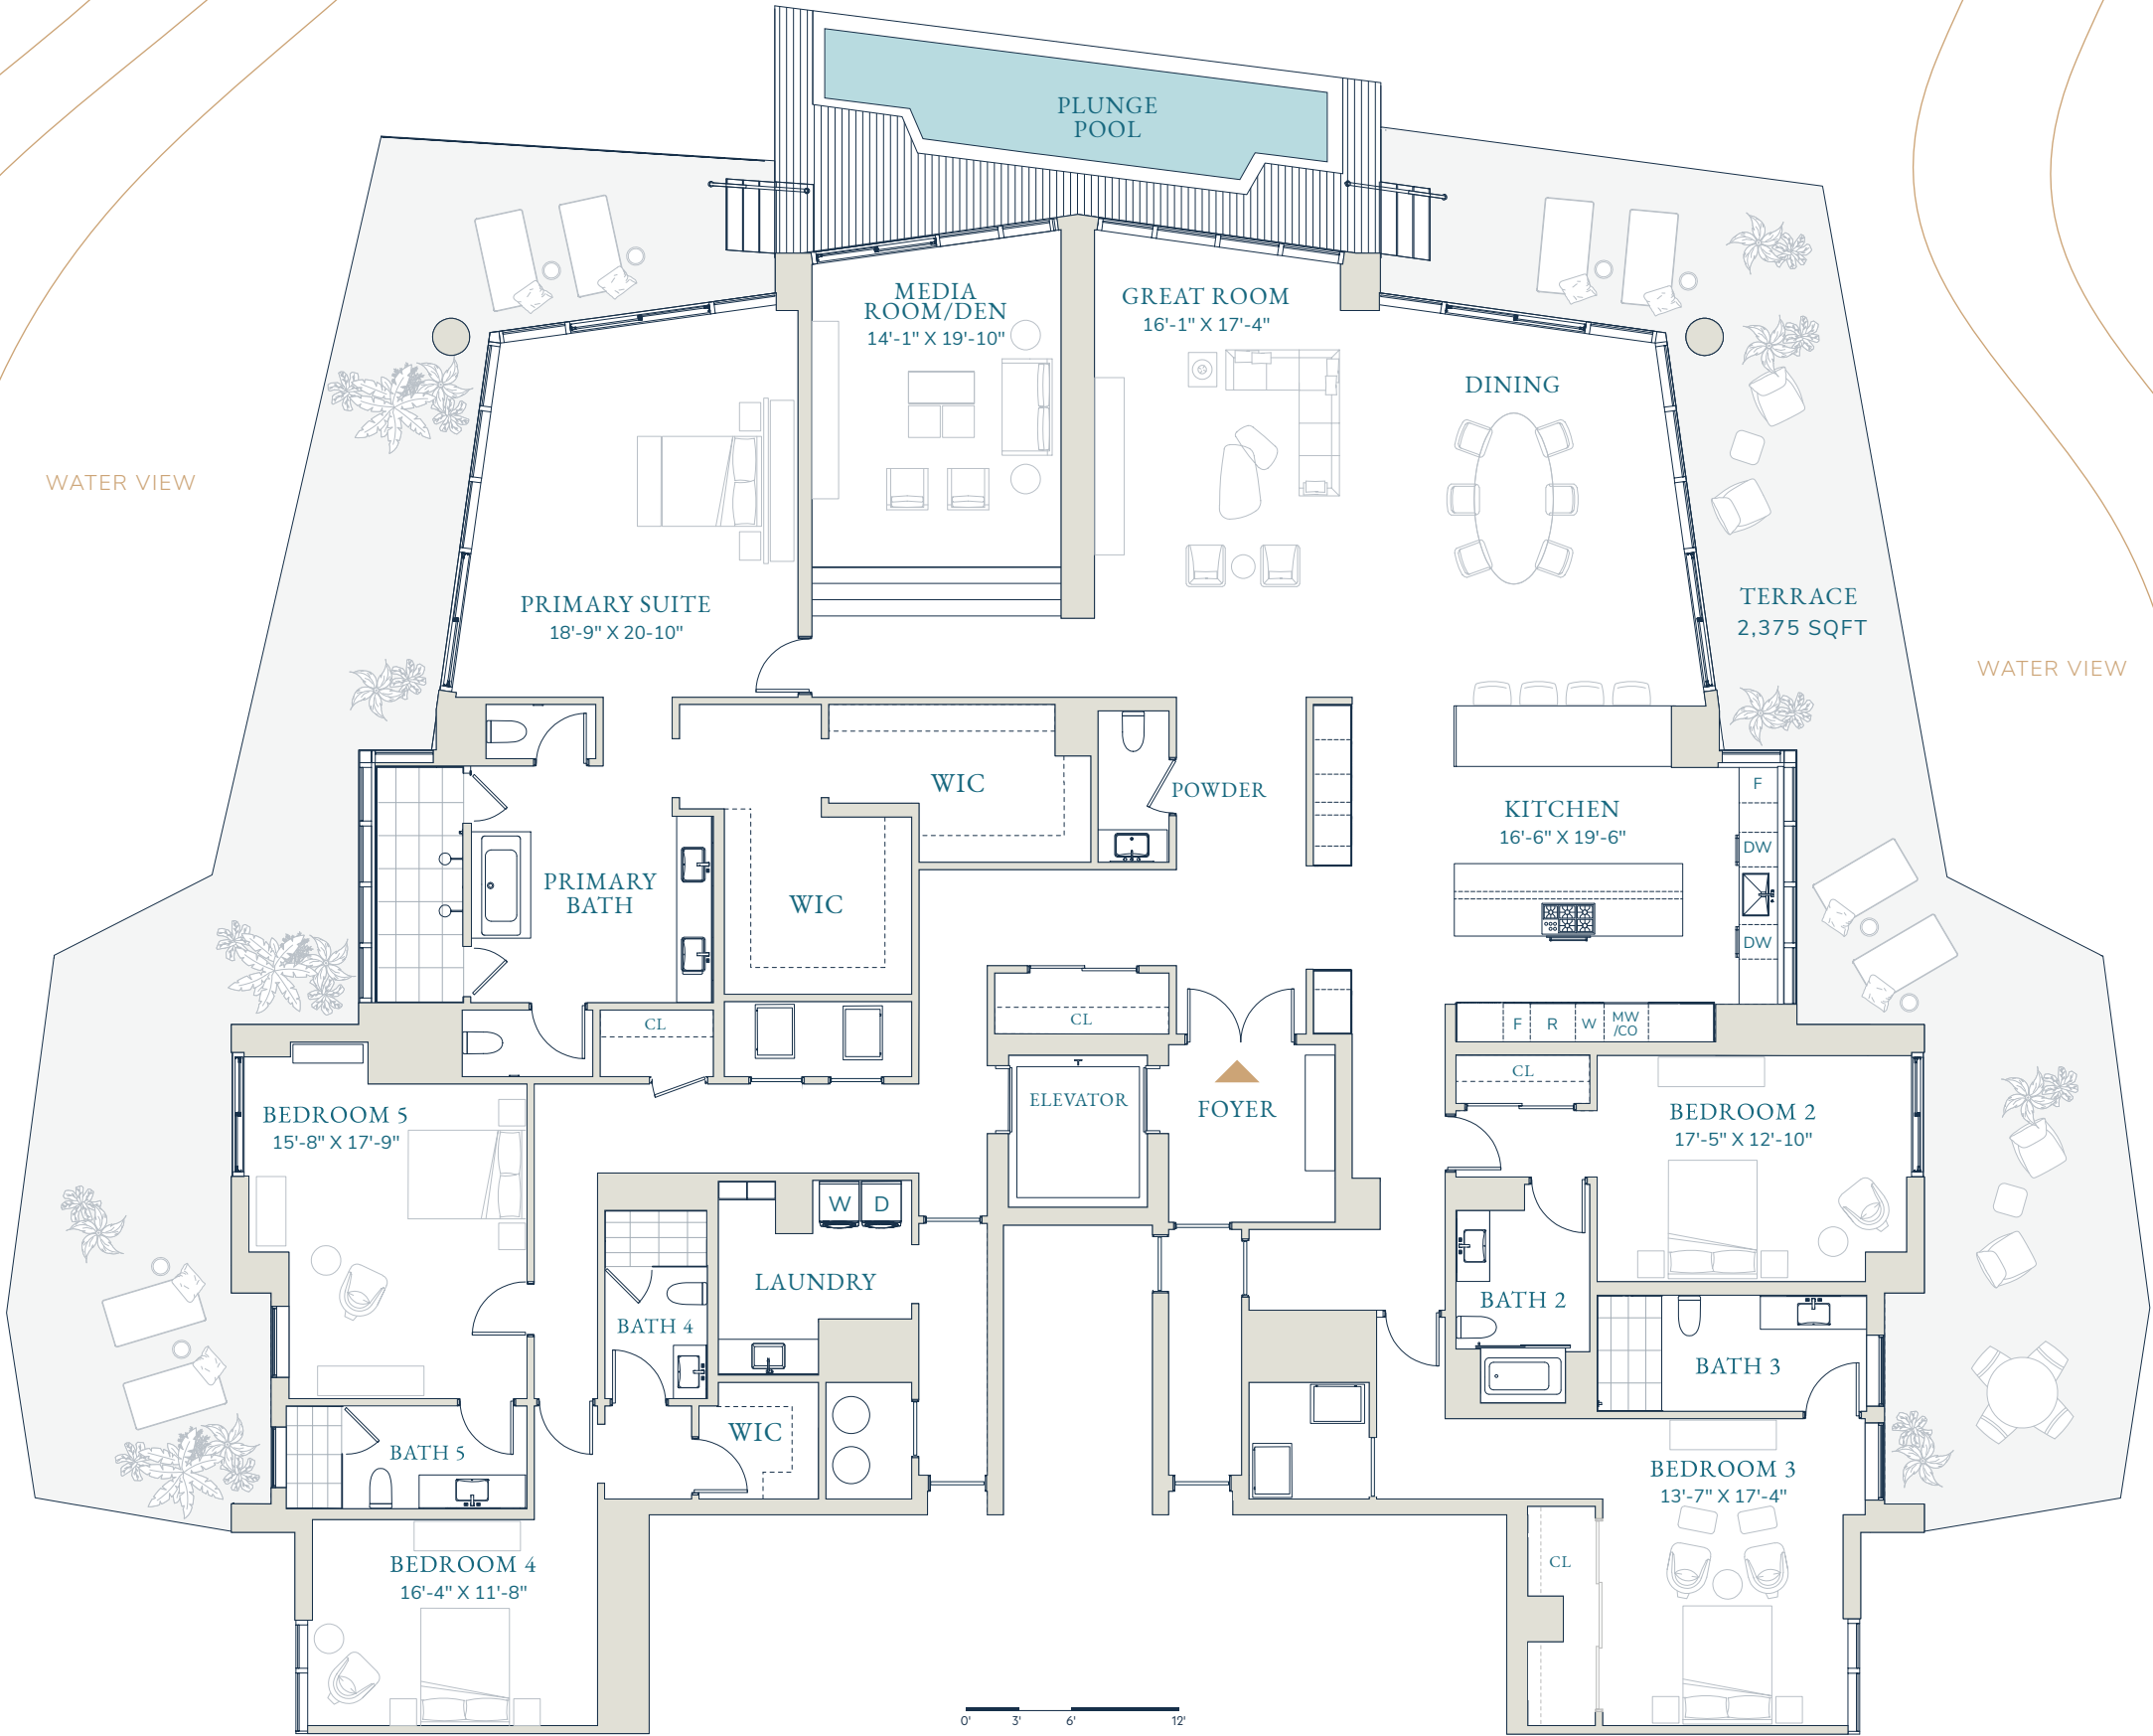 PLUNGE
POOL
MEDIA
ROOM/DEN
14'-1" X 19'-10"
GREAT ROOM
16'-1" X 17'-4"
DINING
WATER VIEW
PRIMARY SUITE
18'-9" X 20-10"
TERRACE
2,375 SQFT
WATER VIEW
WIC
POWDER
KITCHEN
16'-6" X 19'-6"
F
DW
DW
PRIMARY
BATH
WIC
CL
CL
F
R
W
MW
/CO
ELEVATOR
FOYER
CL
BEDROOM 5
15'-8" X 17'-9"
BEDROOM 2
17'-5" X 12'-10"
W
D
LAUNDRY
BATH 4
BATH 2
BATH 3
WIC
BATH 5
BEDROOM 3
13'-7" X 17'-4"
CL
BEDROOM 4
16'-4" X 11'-8"
0'
3'
6'
12'